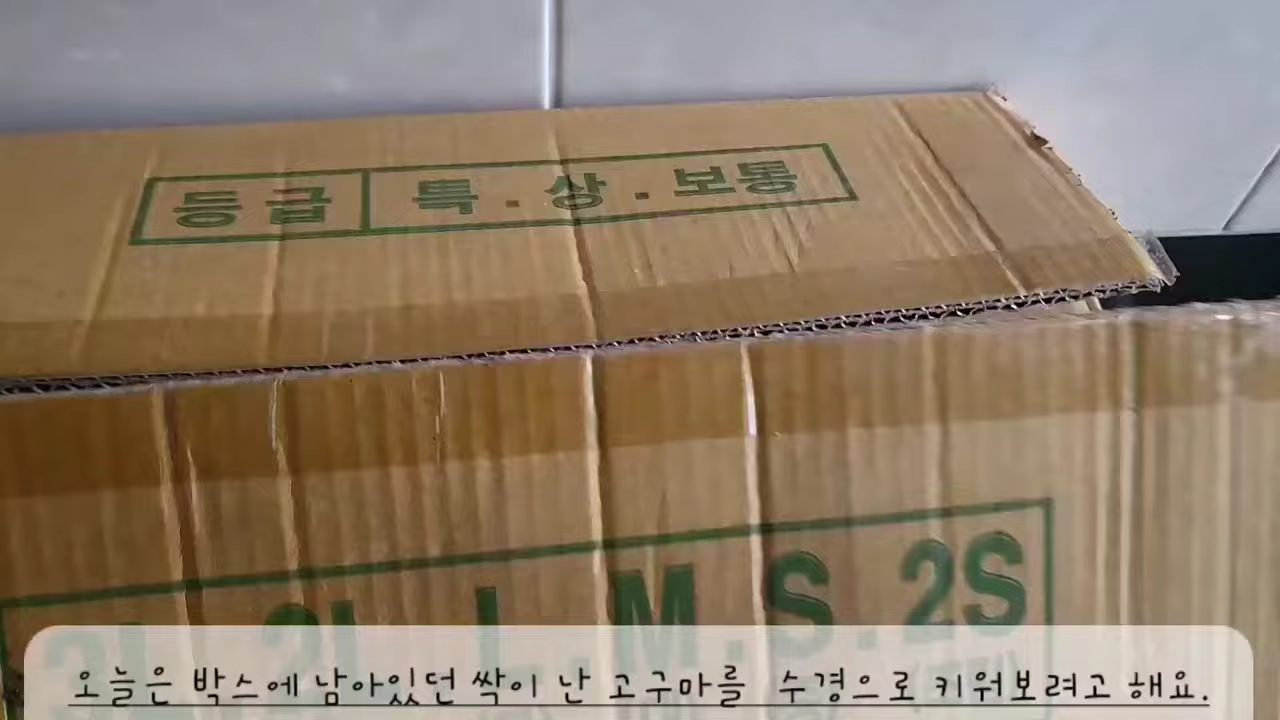 등급 특.상.보통
2L.L.M.S.2S
오늘은 박스에 남아있던 싹이 난 고구마를 수경으로 키워보려고 해요.